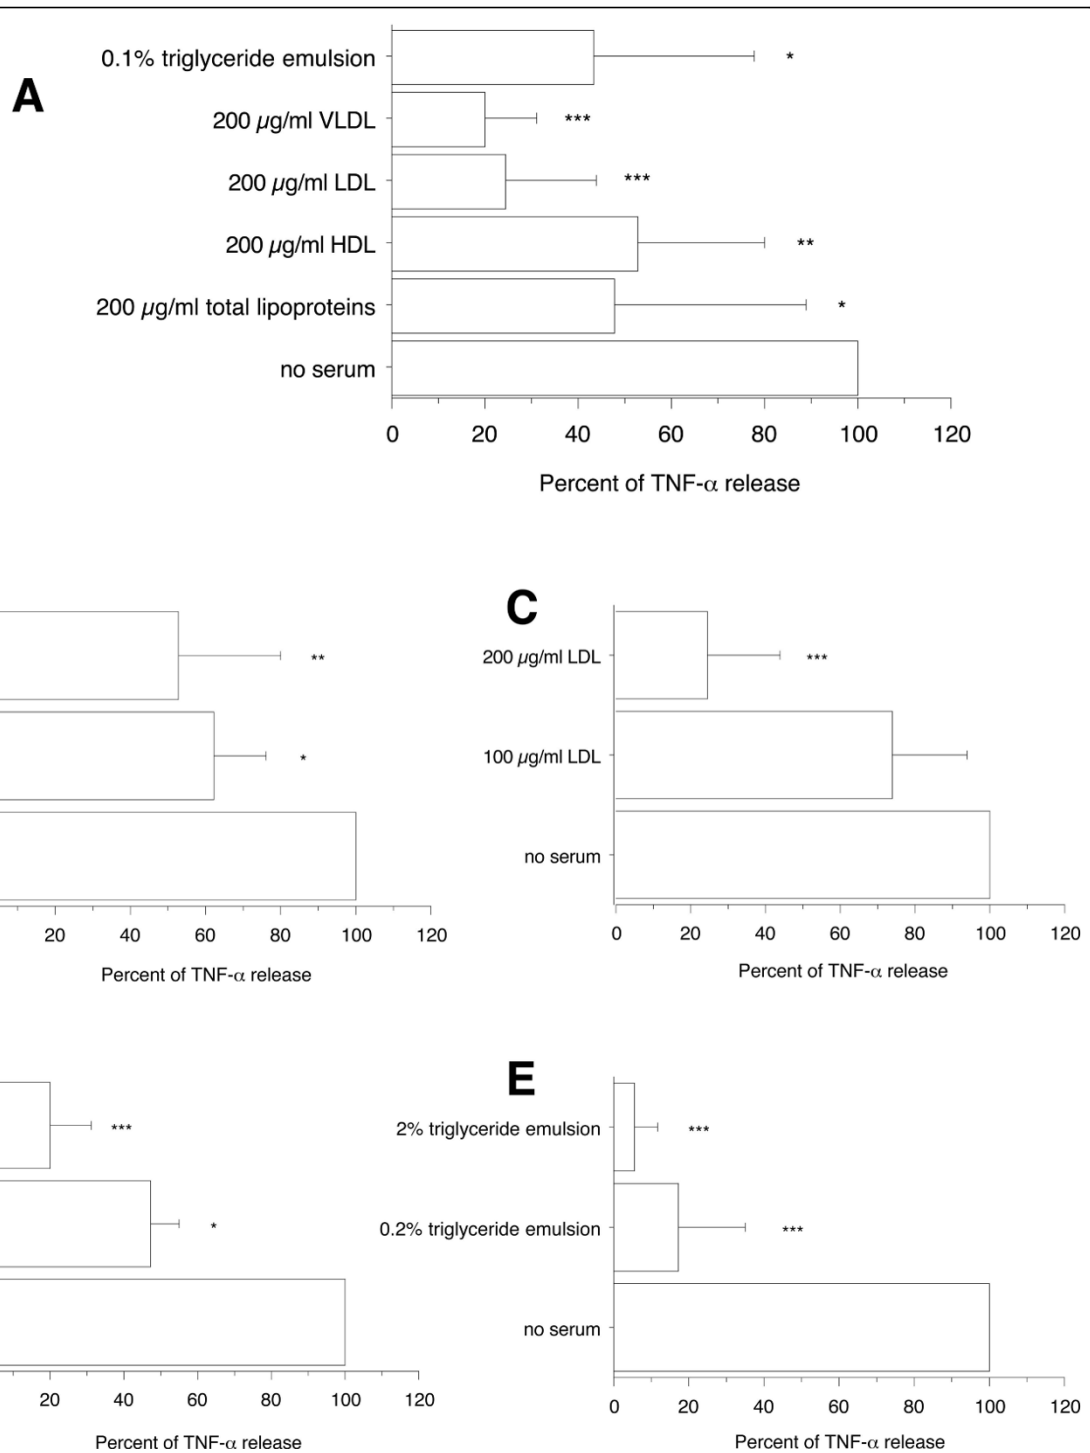 A
0.1% triglyceride emulsion
*
200 µg/ml VLDL
***
200 µg/ml LDL
***
200 µg/ml HDL
**
200 µg/ml total lipoproteins
*
no serum
0 20 40 60 80 100 120
Percent of TNF-α release
**
*
20 40 60 80 100 120
Percent of TNF-α release
C
200 µg/ml LDL
***
100 µg/ml LDL
no serum
0 20 40 60 80 100 120
Percent of TNF-α release
***
*
20 40 60 80 100 120
Percent of TNF-α release
E
2% triglyceride emulsion
***
0.2% triglyceride emulsion
***
no serum
0 20 40 60 80 100 120
Percent of TNF-α release